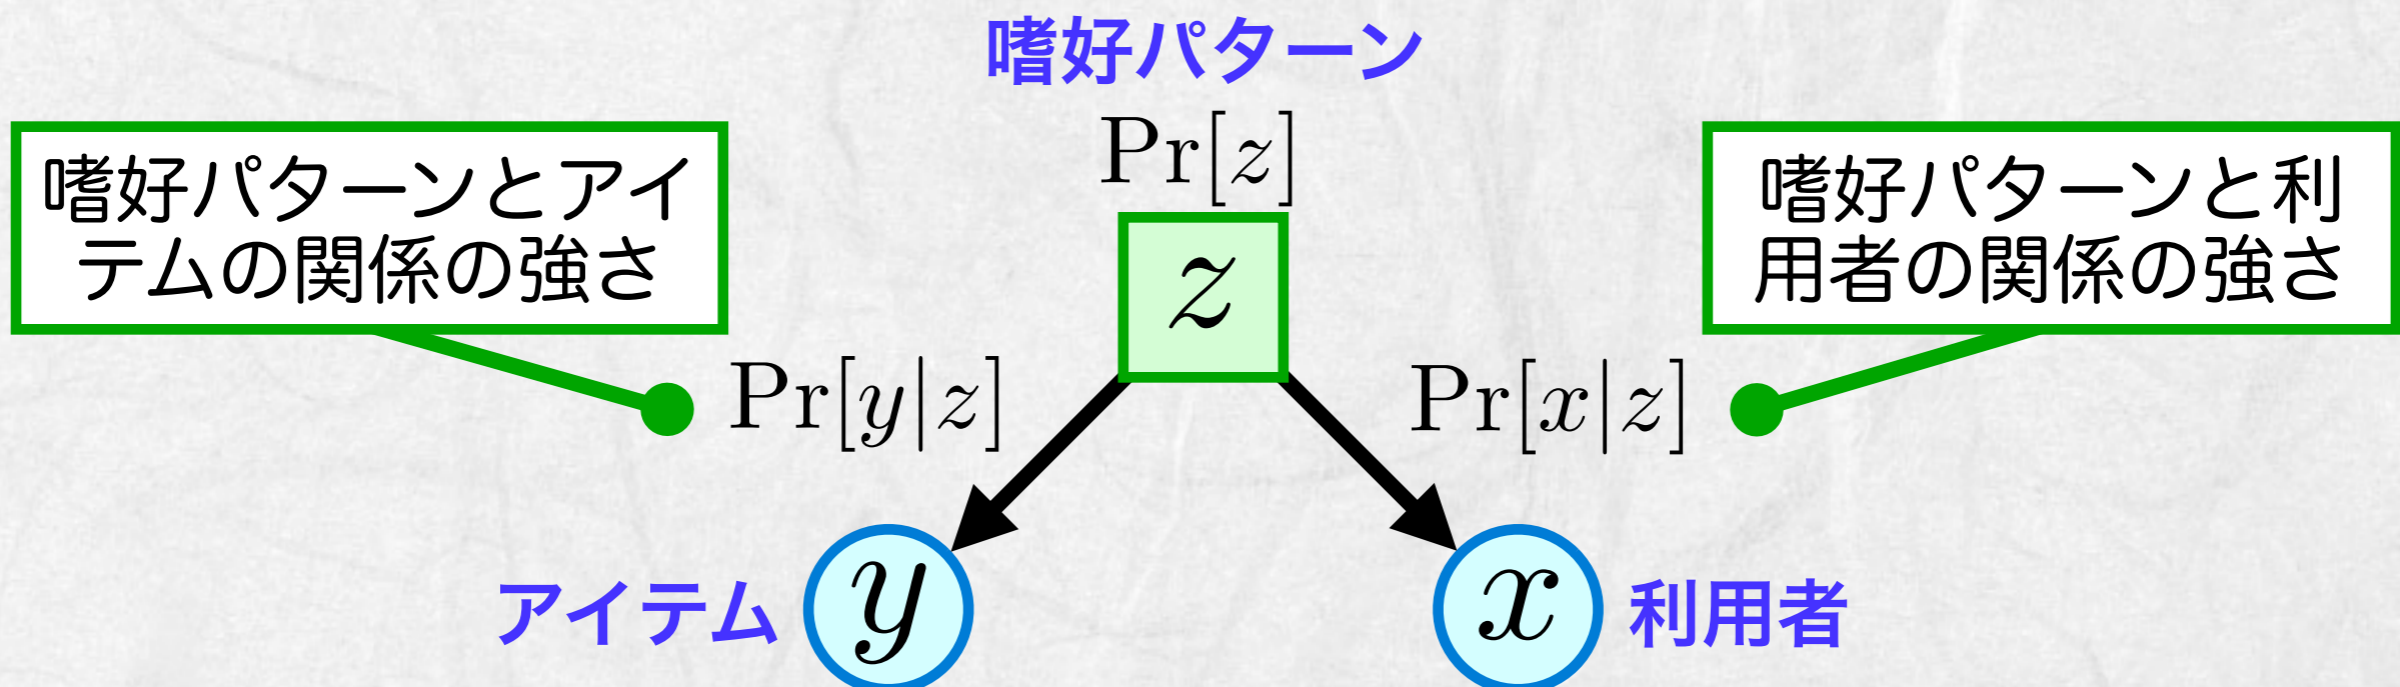 嗜好パターン
Pr[z]
嗜好パターンとアイ
テムの関係の強さ
嗜好パターンと利
用者の関係の強さ
z
Pr[y|z]
Pr[x|z]
アイテム
y
x
利用者